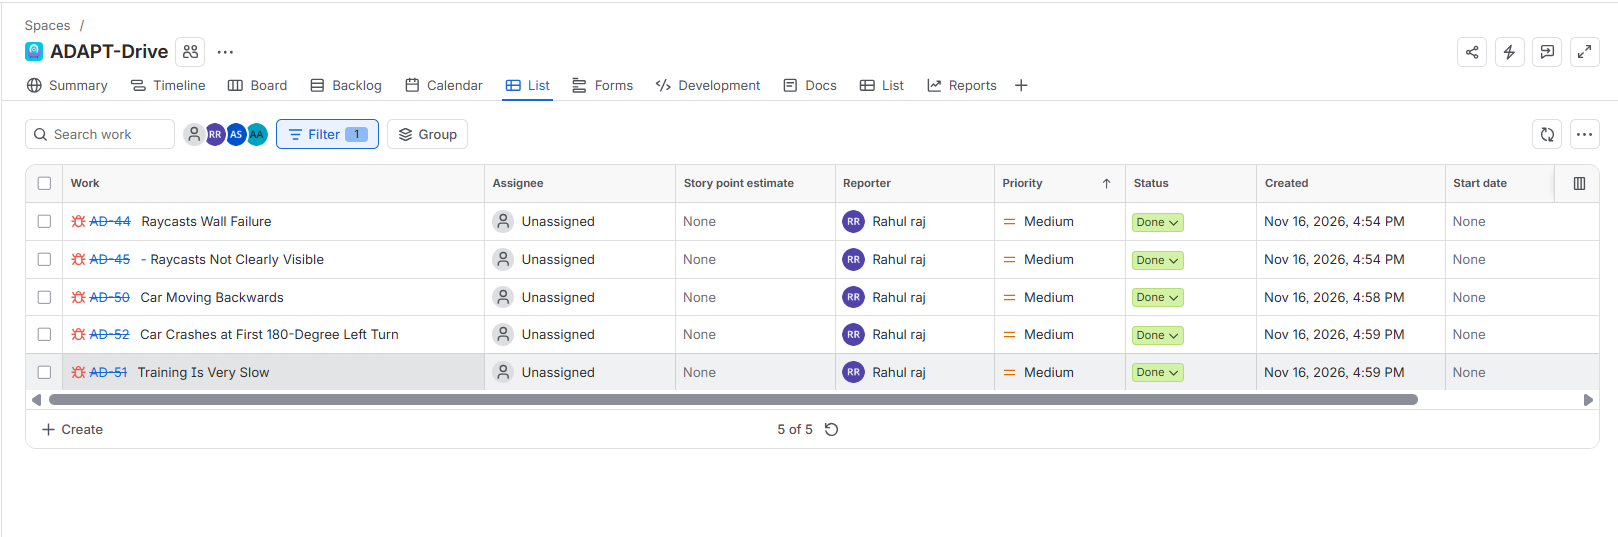 Spaces /
ADAPT-Drive
Summary Timeline Board Backlog Calendar List Forms Development Docs List Reports
Search work RR AS AA Filter 1 Group
Work Assignee Story point estimate Reporter Priority Status Created Start date
AD-44 Raycasts Wall Failure Unassigned None RR Rahul raj Medium Done Nov 16, 2026, 4:54 PM None
AD-45 - Raycasts Not Clearly Visible Unassigned None RR Rahul raj Medium Done Nov 16, 2026, 4:54 PM None
AD-50 Car Moving Backwards Unassigned None RR Rahul raj Medium Done Nov 16, 2026, 4:58 PM None
AD-52 Car Crashes at First 180-Degree Left Turn Unassigned None RR Rahul raj Medium Done Nov 16, 2026, 4:59 PM None
AD-51 Training Is Very Slow Unassigned None RR Rahul raj Medium Done Nov 16, 2026, 4:59 PM None
Create 5 of 5